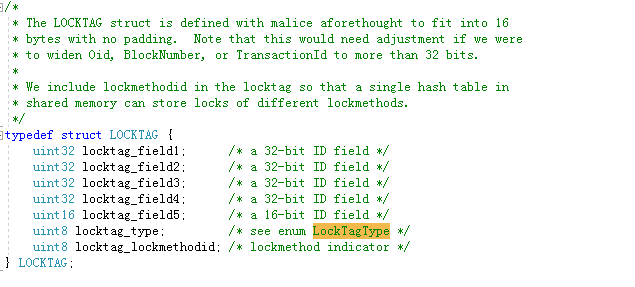 /*
 * The LOCKTAG struct is defined with malice aforethought to fit into 16
 * bytes with no padding.  Note that this would need adjustment if we were
 * to widen Oid, BlockNumber, or TransactionId to more than 32 bits.
 *
 * We include lockmethodid in the locktag so that a single hash table in
 * shared memory can store locks of different lockmethods.
 */
typedef struct LOCKTAG {
    uint32 locktag_field1;      /* a 32-bit ID field */
    uint32 locktag_field2;      /* a 32-bit ID field */
    uint32 locktag_field3;      /* a 32-bit ID field */
    uint32 locktag_field4;      /* a 32-bit ID field */
    uint16 locktag_field5;      /* a 16-bit ID field */
    uint8 locktag_type;         /* see enum LockTagType */
    uint8 locktag_lockmethodid; /* lockmethod indicator */
} LOCKTAG;